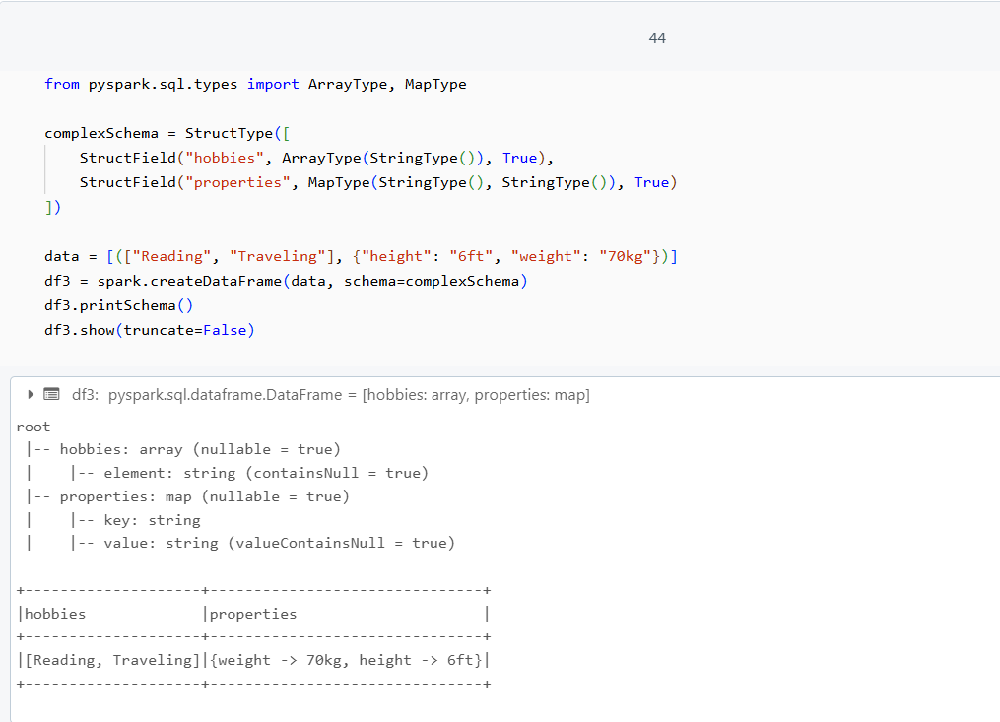 44
from pyspark.sql.types import ArrayType, MapType
complexSchema = StructType([
    StructField("hobbies", ArrayType(StringType()), True),
    StructField("properties", MapType(StringType(), StringType()), True)
])
data = [(["Reading", "Traveling"], {"height": "6ft", "weight": "70kg"})]
df3 = spark.createDataFrame(data, schema=complexSchema)
df3.printSchema()
df3.show(truncate=False)
df3: pyspark.sql.dataframe.DataFrame = [hobbies: array, properties: map]
root
 |-- hobbies: array (nullable = true)
 |    |-- element: string (containsNull = true)
 |-- properties: map (nullable = true)
 |    |-- key: string
 |    |-- value: string (valueContainsNull = true)
+--------------------+-------------------------------+
|hobbies             |properties                     |
+--------------------+-------------------------------+
|[Reading, Traveling]|{weight -> 70kg, height -> 6ft}|
+--------------------+-------------------------------+